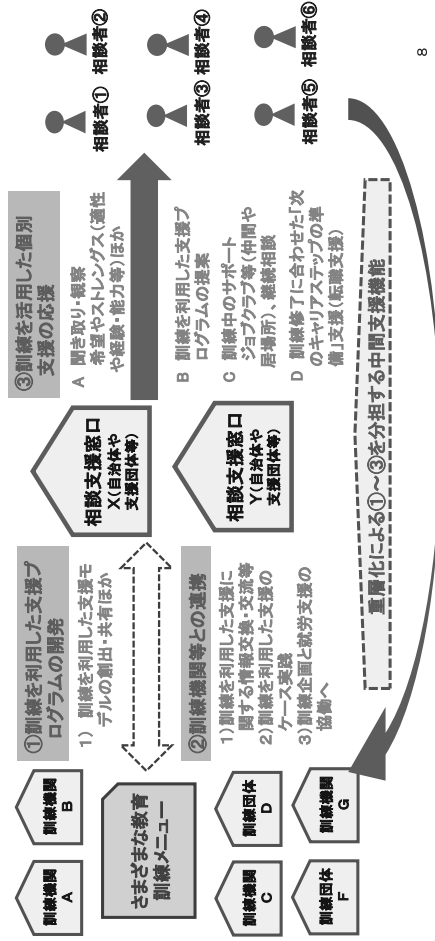 訓練機関
A
訓練機関
B
さまざまな教育
訓練メニュー
訓練機関
C
訓練団体
D
訓練団体
F
訓練機関
G
①訓練を利用した支援プ
ログラムの開発
1) 訓練を利用した支援モ
デルの創出・共有ほか
②訓練機関等との連携
1)訓練を利用した支援に
関する情報交換・交流等
2)訓練を利用した支援の
ケース実践
3)訓練企画と就労支援の
協働へ
相談支援窓口
X(自治体や
支援団体等)
相談支援窓口
Y(自治体や
支援団体等)
③訓練を活用した個別
支援の応援
A 聞き取り・観察
希望やストレングス(適性
や経験・能力等)ほか
B 訓練を利用した支援プ
ログラムの提案
C 訓練中のサポート
ジョブクラブ等(仲間や
居場所)、継続相談
D 訓練修了に合わせた「次
のキャリアステップの準
備」支援(転職支援)
相談者①
相談者②
相談者③
相談者④
相談者⑤
相談者⑥
重層化による①~③を分担する中間支援機能
8